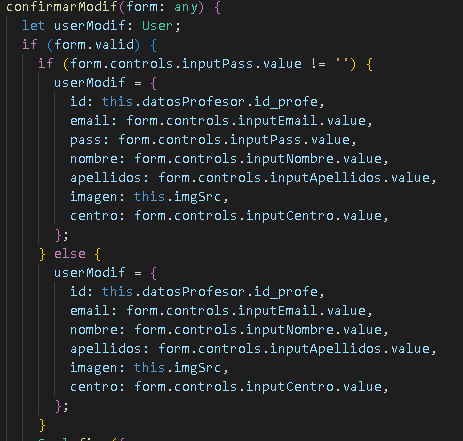 confirmarModif(form: any) {
let userModif: User;
if (form.valid) {
if (form.controls.inputPass.value != '') {
userModif = {
id: this.datosProfesor.id_profe,
email: form.controls.inputEmail.value,
pass: form.controls.inputPass.value,
nombre: form.controls.inputNombre.value,
apellidos: form.controls.inputApellidos.value,
imagen: this.imgSrc,
centro: form.controls.inputCentro.value,
};
} else {
userModif = {
id: this.datosProfesor.id_profe,
email: form.controls.inputEmail.value,
nombre: form.controls.inputNombre.value,
apellidos: form.controls.inputApellidos.value,
imagen: this.imgSrc,
centro: form.controls.inputCentro.value,
};
}